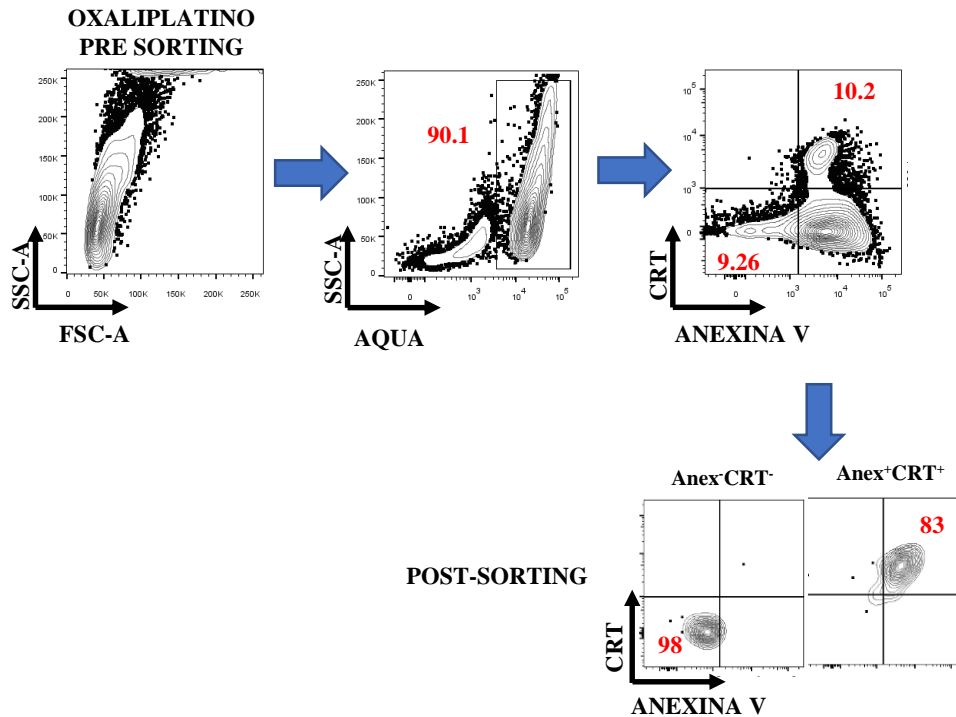 OXALIPLATINO
PRE SORTING
250K
200K
150K
100K
50K
0
0 50K 100K 150K 200K 250K
SSC-A
FSC-A
250K
200K
150K
100K
50K
0
0 10³ 10⁴ 10⁵
90.1
SSC-A
AQUA
10⁵
10⁴
10³
0
0 10³ 10⁴ 10⁵
10.2
9.26
CRT
ANEXINA V
POST-SORTING
Anex⁻CRT⁻
98
CRT
ANEXINA V
Anex⁺CRT⁺
83